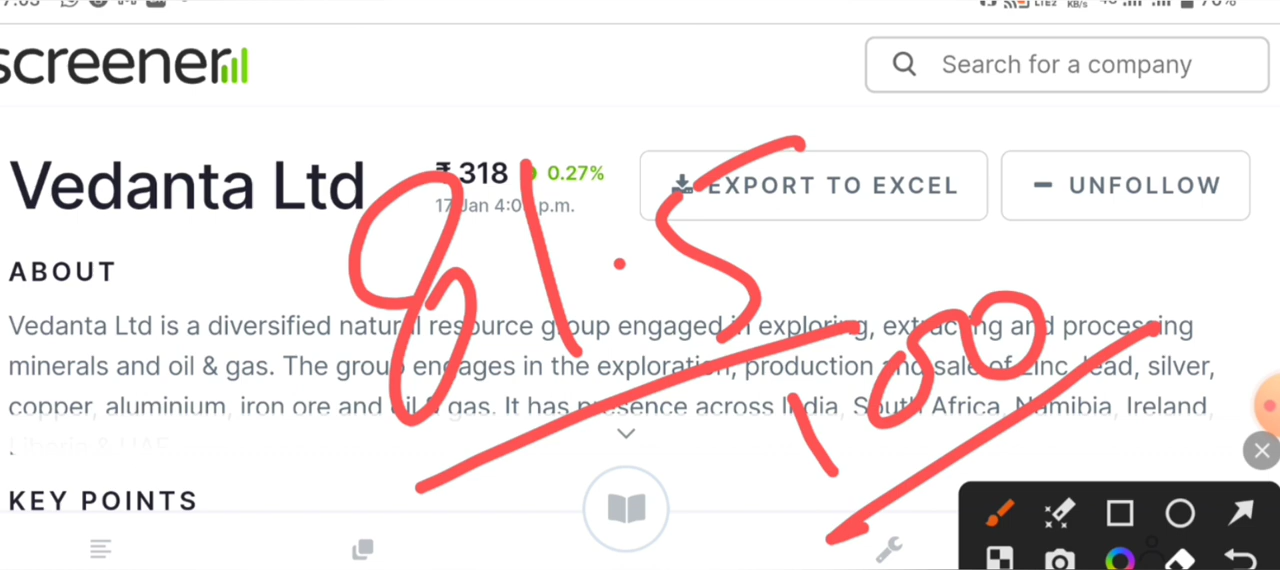 screener
Search for a company
Vedanta Ltd
₹ 318 0.27%
EXPORT TO EXCEL
UNFOLLOW
17 Jan 4:0 p.m.
81.5
100
ABOUT
Vedanta Ltd is a diversified natural resource group engaged in exploring, extracting and processing
minerals and oil & gas. The group engages in the exploration, production and sale of zinc, lead, silver,
copper, aluminium, iron ore and oil & gas. It has presence across India, South Africa, Namibia, Ireland,
Liberia & UAE
KEY POINTS